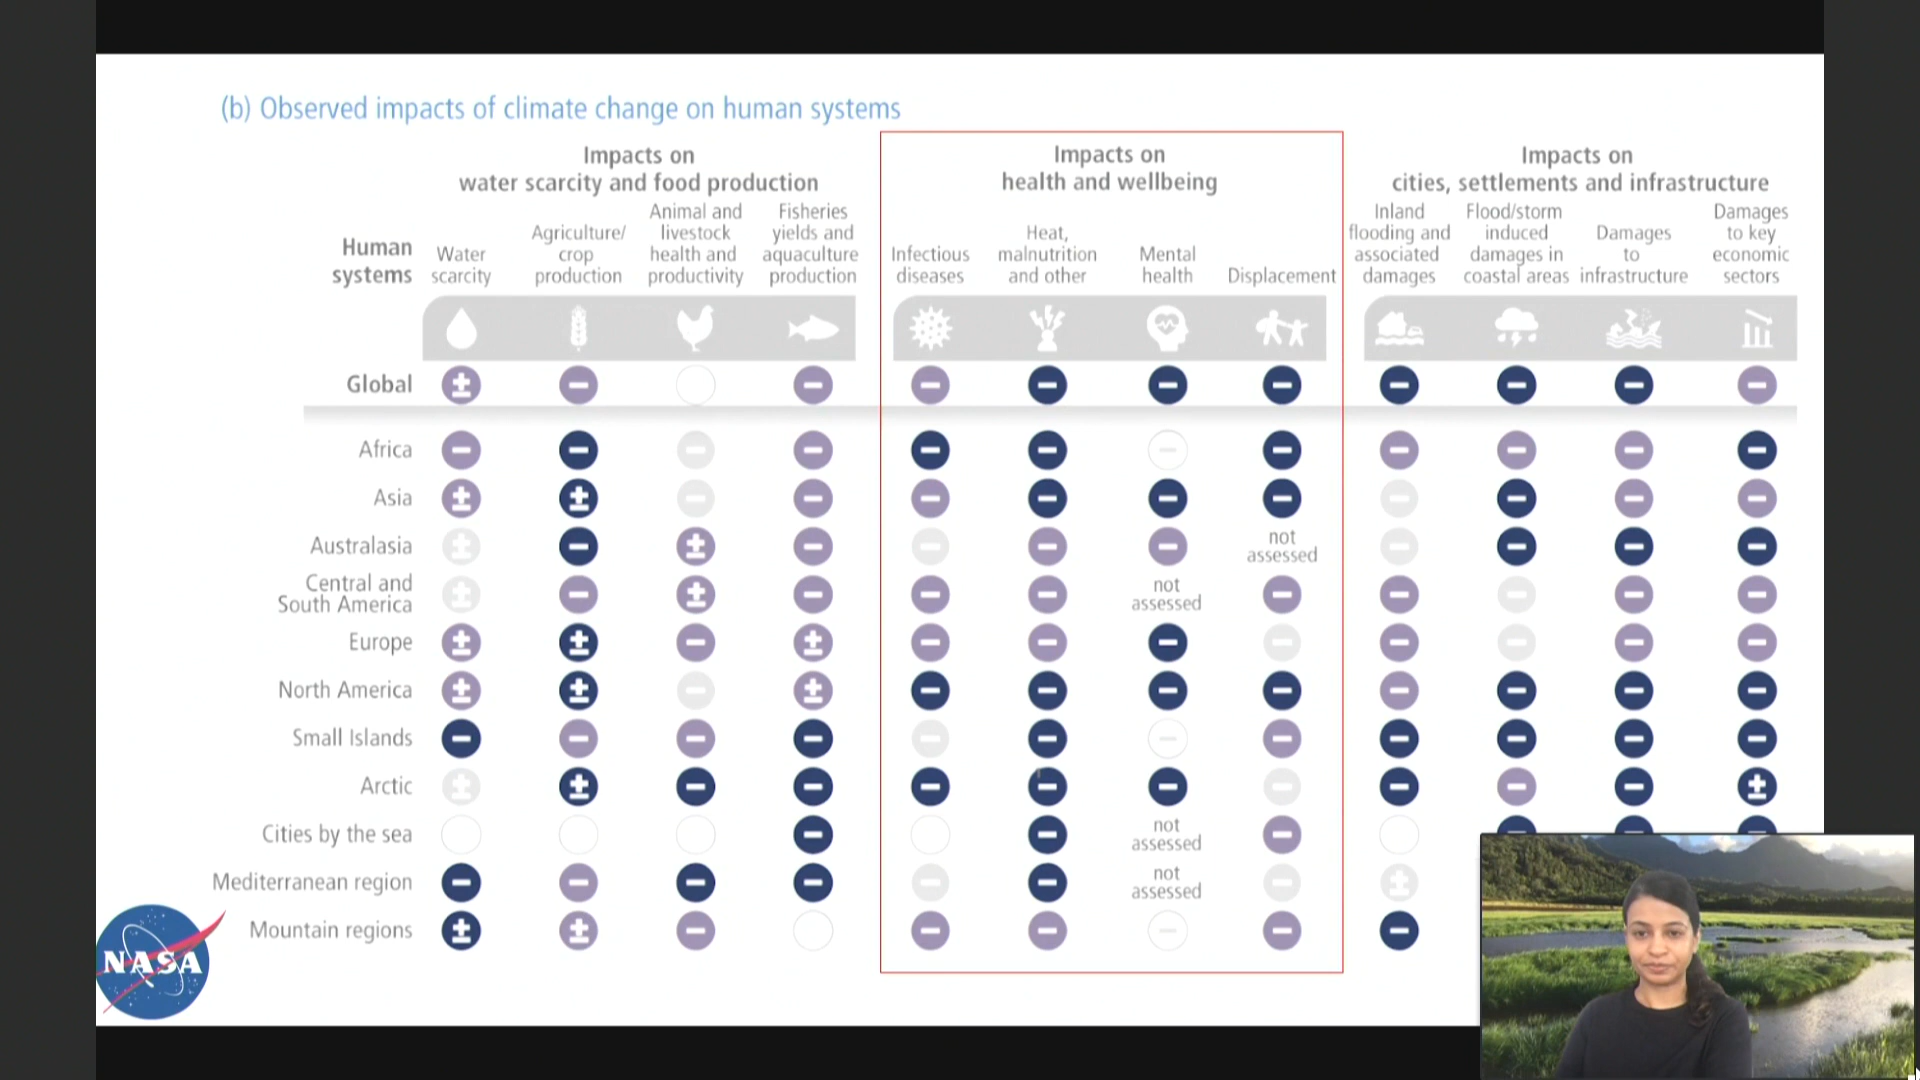 (b) Observed impacts of climate change on human systems
Impacts on
water scarcity and food production
Impacts on
health and wellbeing
Impacts on
cities, settlements and infrastructure
Human
systems
Water
scarcity
Agriculture/
crop
production
Animal and
livestock
health and
productivity
Fisheries
yields and
aquaculture
production
Infectious
diseases
Heat,
malnutrition
and other
Mental
health
Displacement
Inland
flooding and
associated
damages
Flood/storm
induced
damages in
coastal areas
Damages
to
infrastructure
Damages
to key
economic
sectors
Global
± − − − − − − − − − −
Africa
− − − − − − − − − − − −
Asia
± ± − − − − − − − − − −
Australasia
± − ± − − − − not
assessed
− − − −
Central and
South America
± − ± − − − not
assessed
− − − − −
Europe
± ± − ± − − − − − − − −
North America
± ± − ± − − − − − − − −
Small Islands
− − − − − − − − − − − −
Arctic
± ± − − − − − − − − − ±
Cities by the sea
− − not
assessed
− − − −
Mediterranean region
− − − − − − not
assessed
− ±
Mountain regions
± ± − − − − − −
NASA